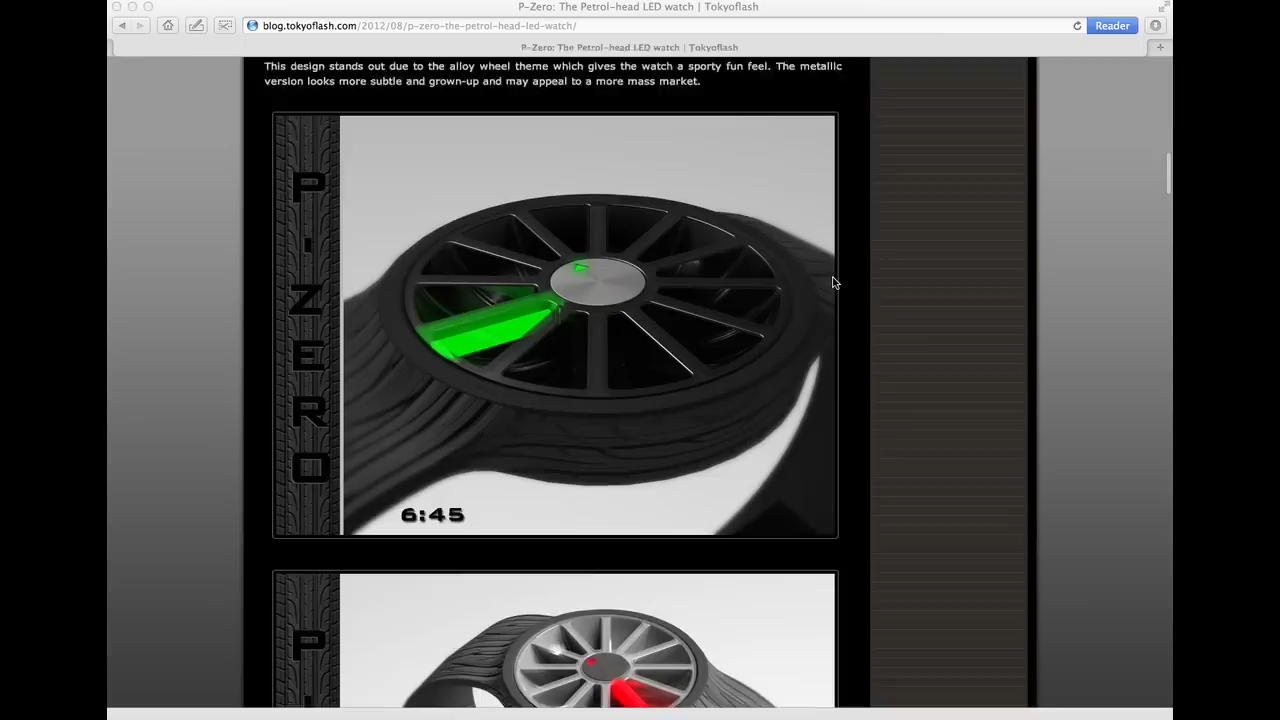 P-Zero: The Petrol-head LED watch | Tokyoflash
blog.tokyoflash.com/2012/08/p-zero-the-petrol-head-led-watch/
Reader
P-Zero: The Petrol-head LED watch | Tokyoflash
This design stands out due to the alloy wheel theme which gives the watch a sporty fun feel. The metallic
version looks more subtle and grown-up and may appeal to a more mass market.
P-ZERO
6:45
P-